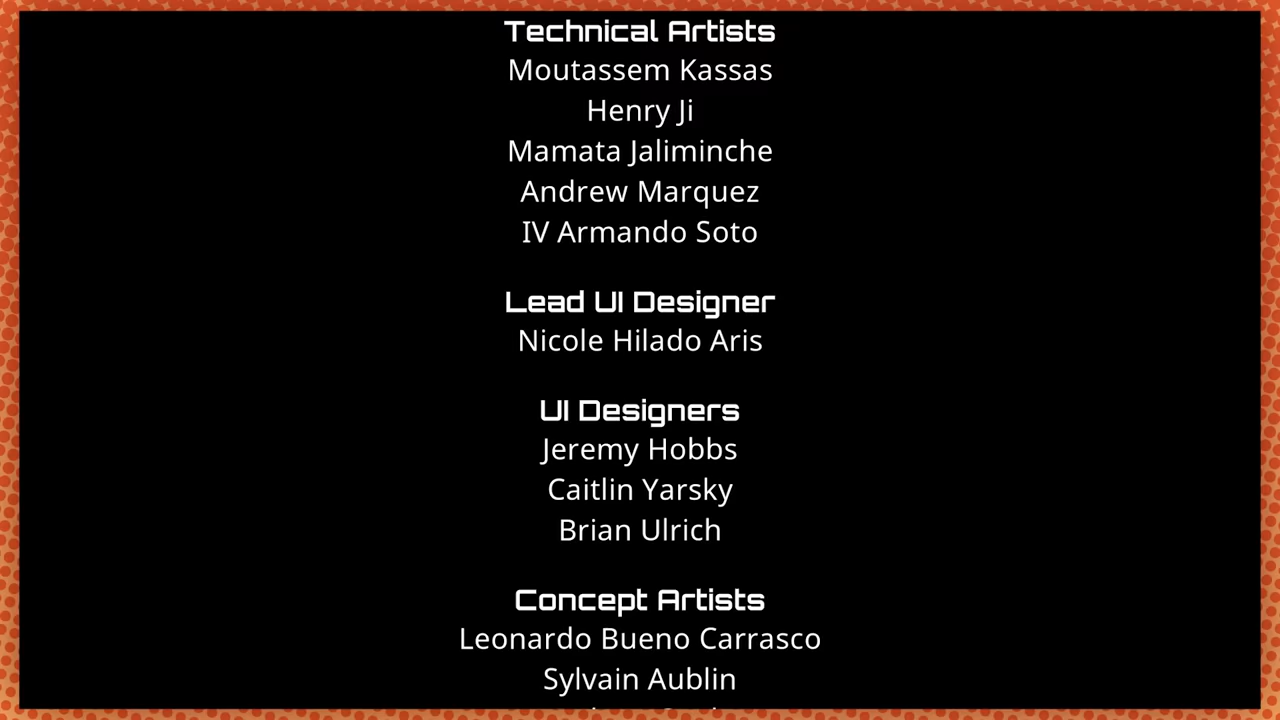 Technical Artists
Moutassem Kassas
Henry Ji
Mamata Jaliminche
Andrew Marquez
IV Armando Soto
Lead UI Designer
Nicole Hilado Aris
UI Designers
Jeremy Hobbs
Caitlin Yarsky
Brian Ulrich
Concept Artists
Leonardo Bueno Carrasco
Sylvain Aublin